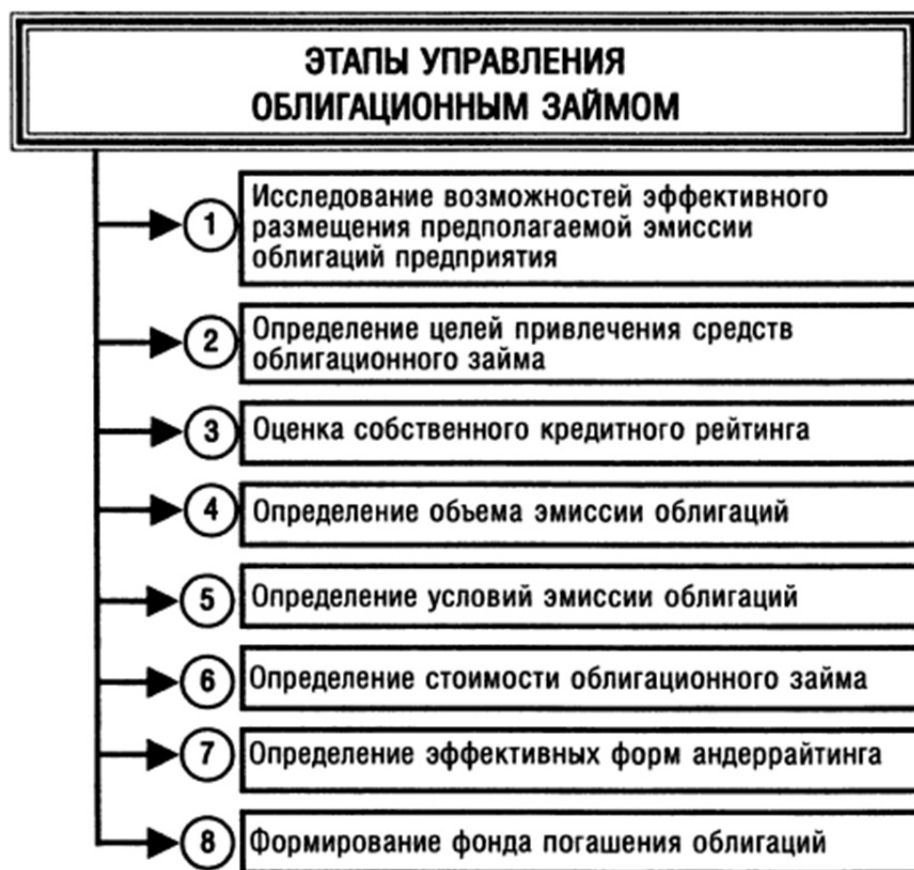 ЭТАПЫ УПРАВЛЕНИЯ
ОБЛИГАЦИОННЫМ ЗАЙМОМ
1 Исследование возможностей эффективного
размещения предполагаемой эмиссии
облигаций предприятия
2 Определение целей привлечения средств
облигационного займа
3 Оценка собственного кредитного рейтинга
4 Определение объема эмиссии облигаций
5 Определение условий эмиссии облигаций
6 Определение стоимости облигационного займа
7 Определение эффективных форм андеррайтинга
8 Формирование фонда погашения облигаций